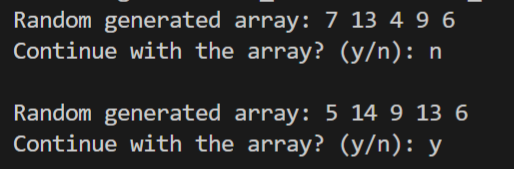 Random generated array: 7 13 4 9 6
Continue with the array? (y/n): n
Random generated array: 5 14 9 13 6
Continue with the array? (y/n): y